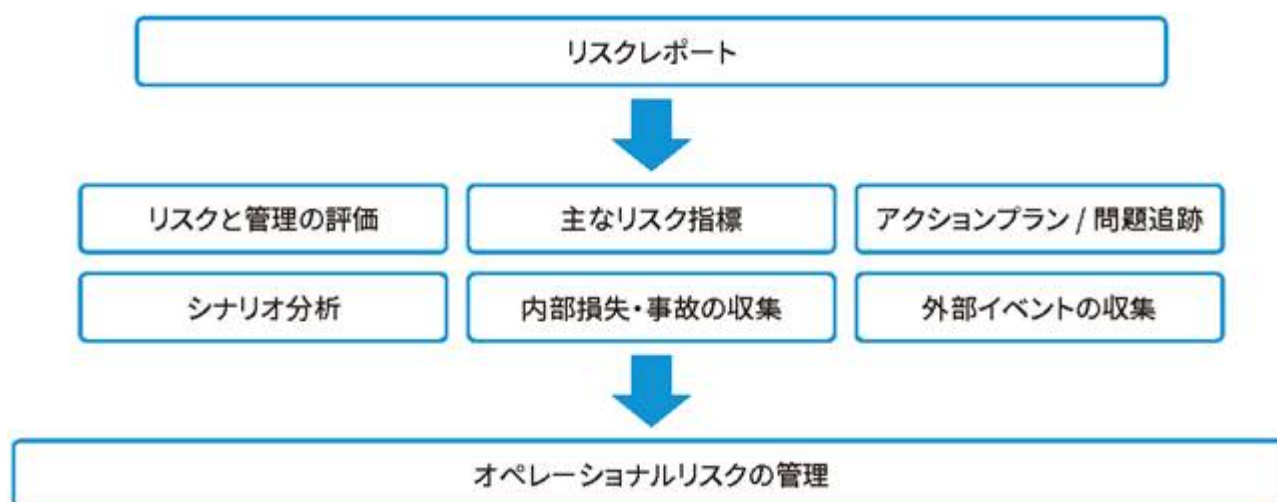 リスクレポート
リスクと管理の評価
主なリスク指標
アクションプラン / 問題追跡
シナリオ分析
内部損失・事故の収集
外部イベントの収集
オペレーショナルリスクの管理